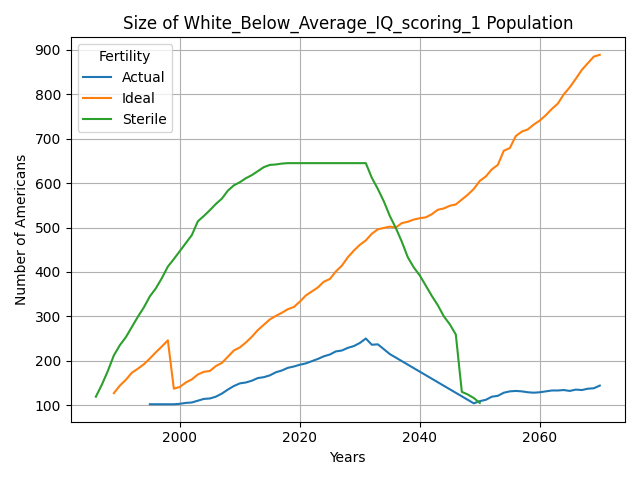 Size of White_Below_Average_IQ_scoring_1 Population
Number of Americans
900
800
700
600
500
400
300
200
100
Fertility
Actual
Ideal
Sterile
2000
2020
2040
2060
Years